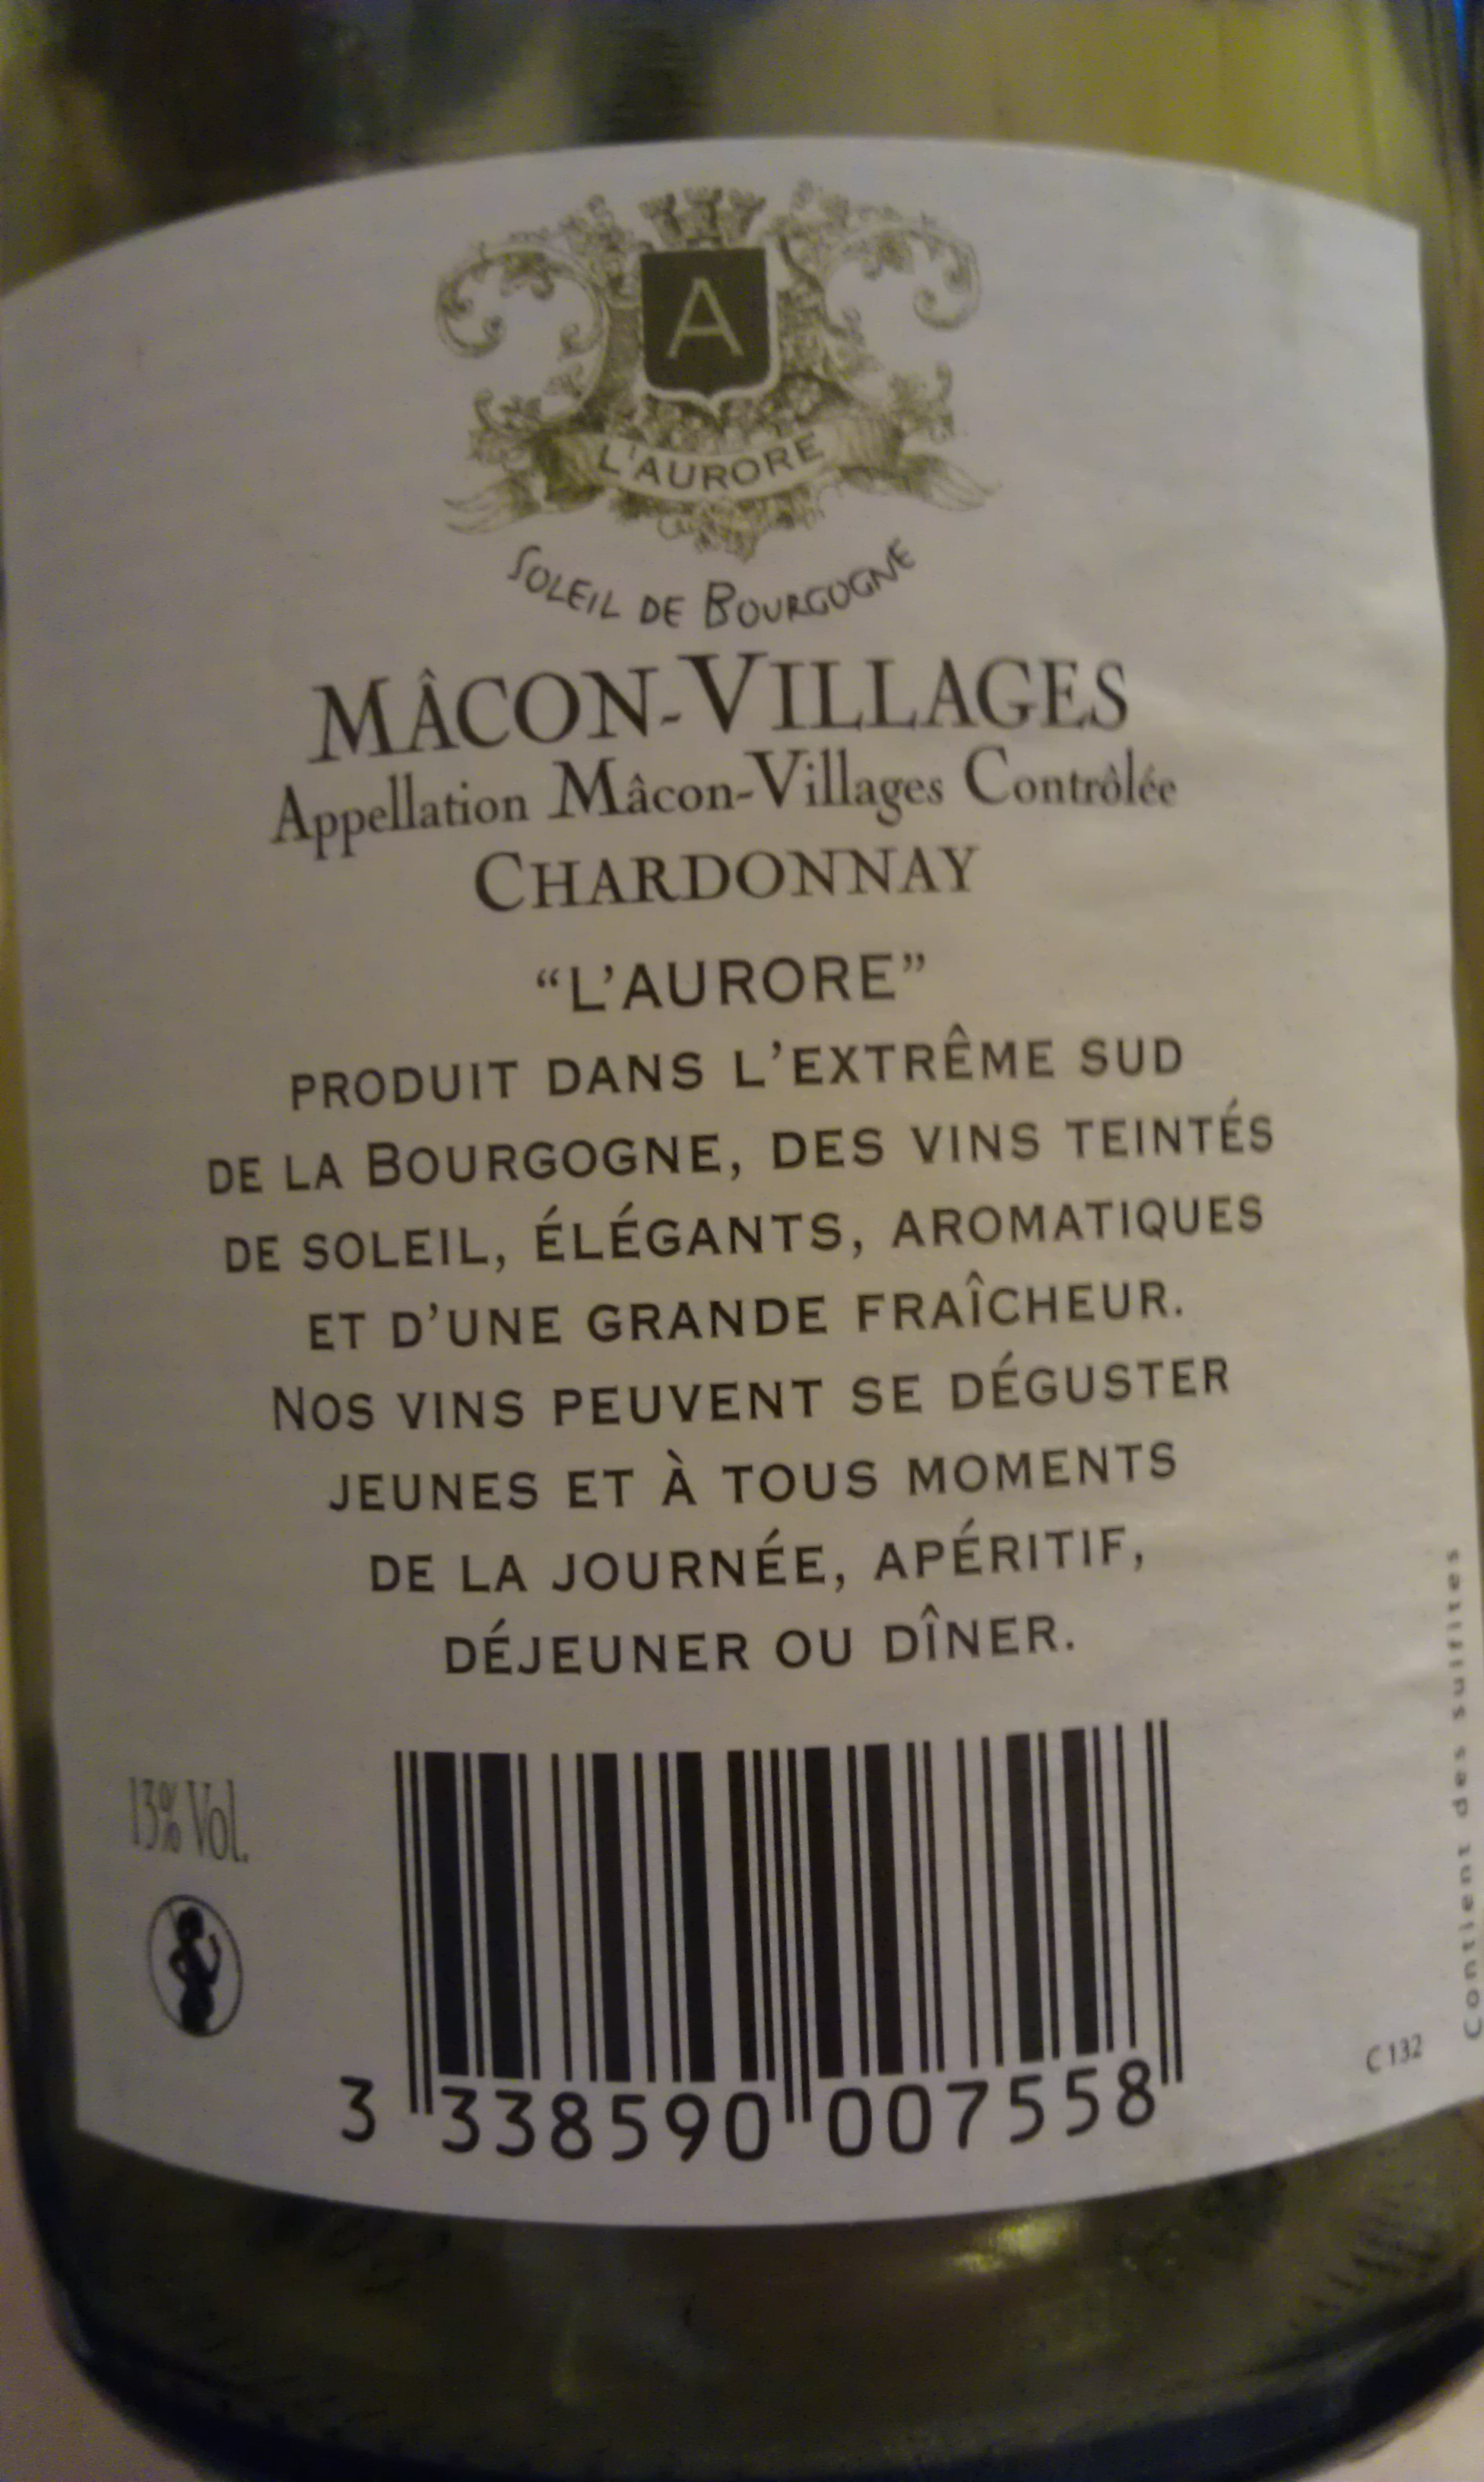 A
L'AURORE
SOLEIL DE BOURGOGNE
MÂCON-VILLAGES
Appellation Mâcon-Villages Contrôlée
CHARDONNAY
“L’AURORE”
PRODUIT DANS L’EXTRÊME SUD
DE LA BOURGOGNE, DES VINS TEINTÉS
DE SOLEIL, ÉLÉGANTS, AROMATIQUES
ET D’UNE GRANDE FRAÎCHEUR.
NOS VINS PEUVENT SE DÉGUSTER
JEUNES ET À TOUS MOMENTS
DE LA JOURNÉE, APÉRITIF,
DÉJEUNER OU DÎNER.
13% Vol.
3 338590 007558
C 132
Contient des sulfites